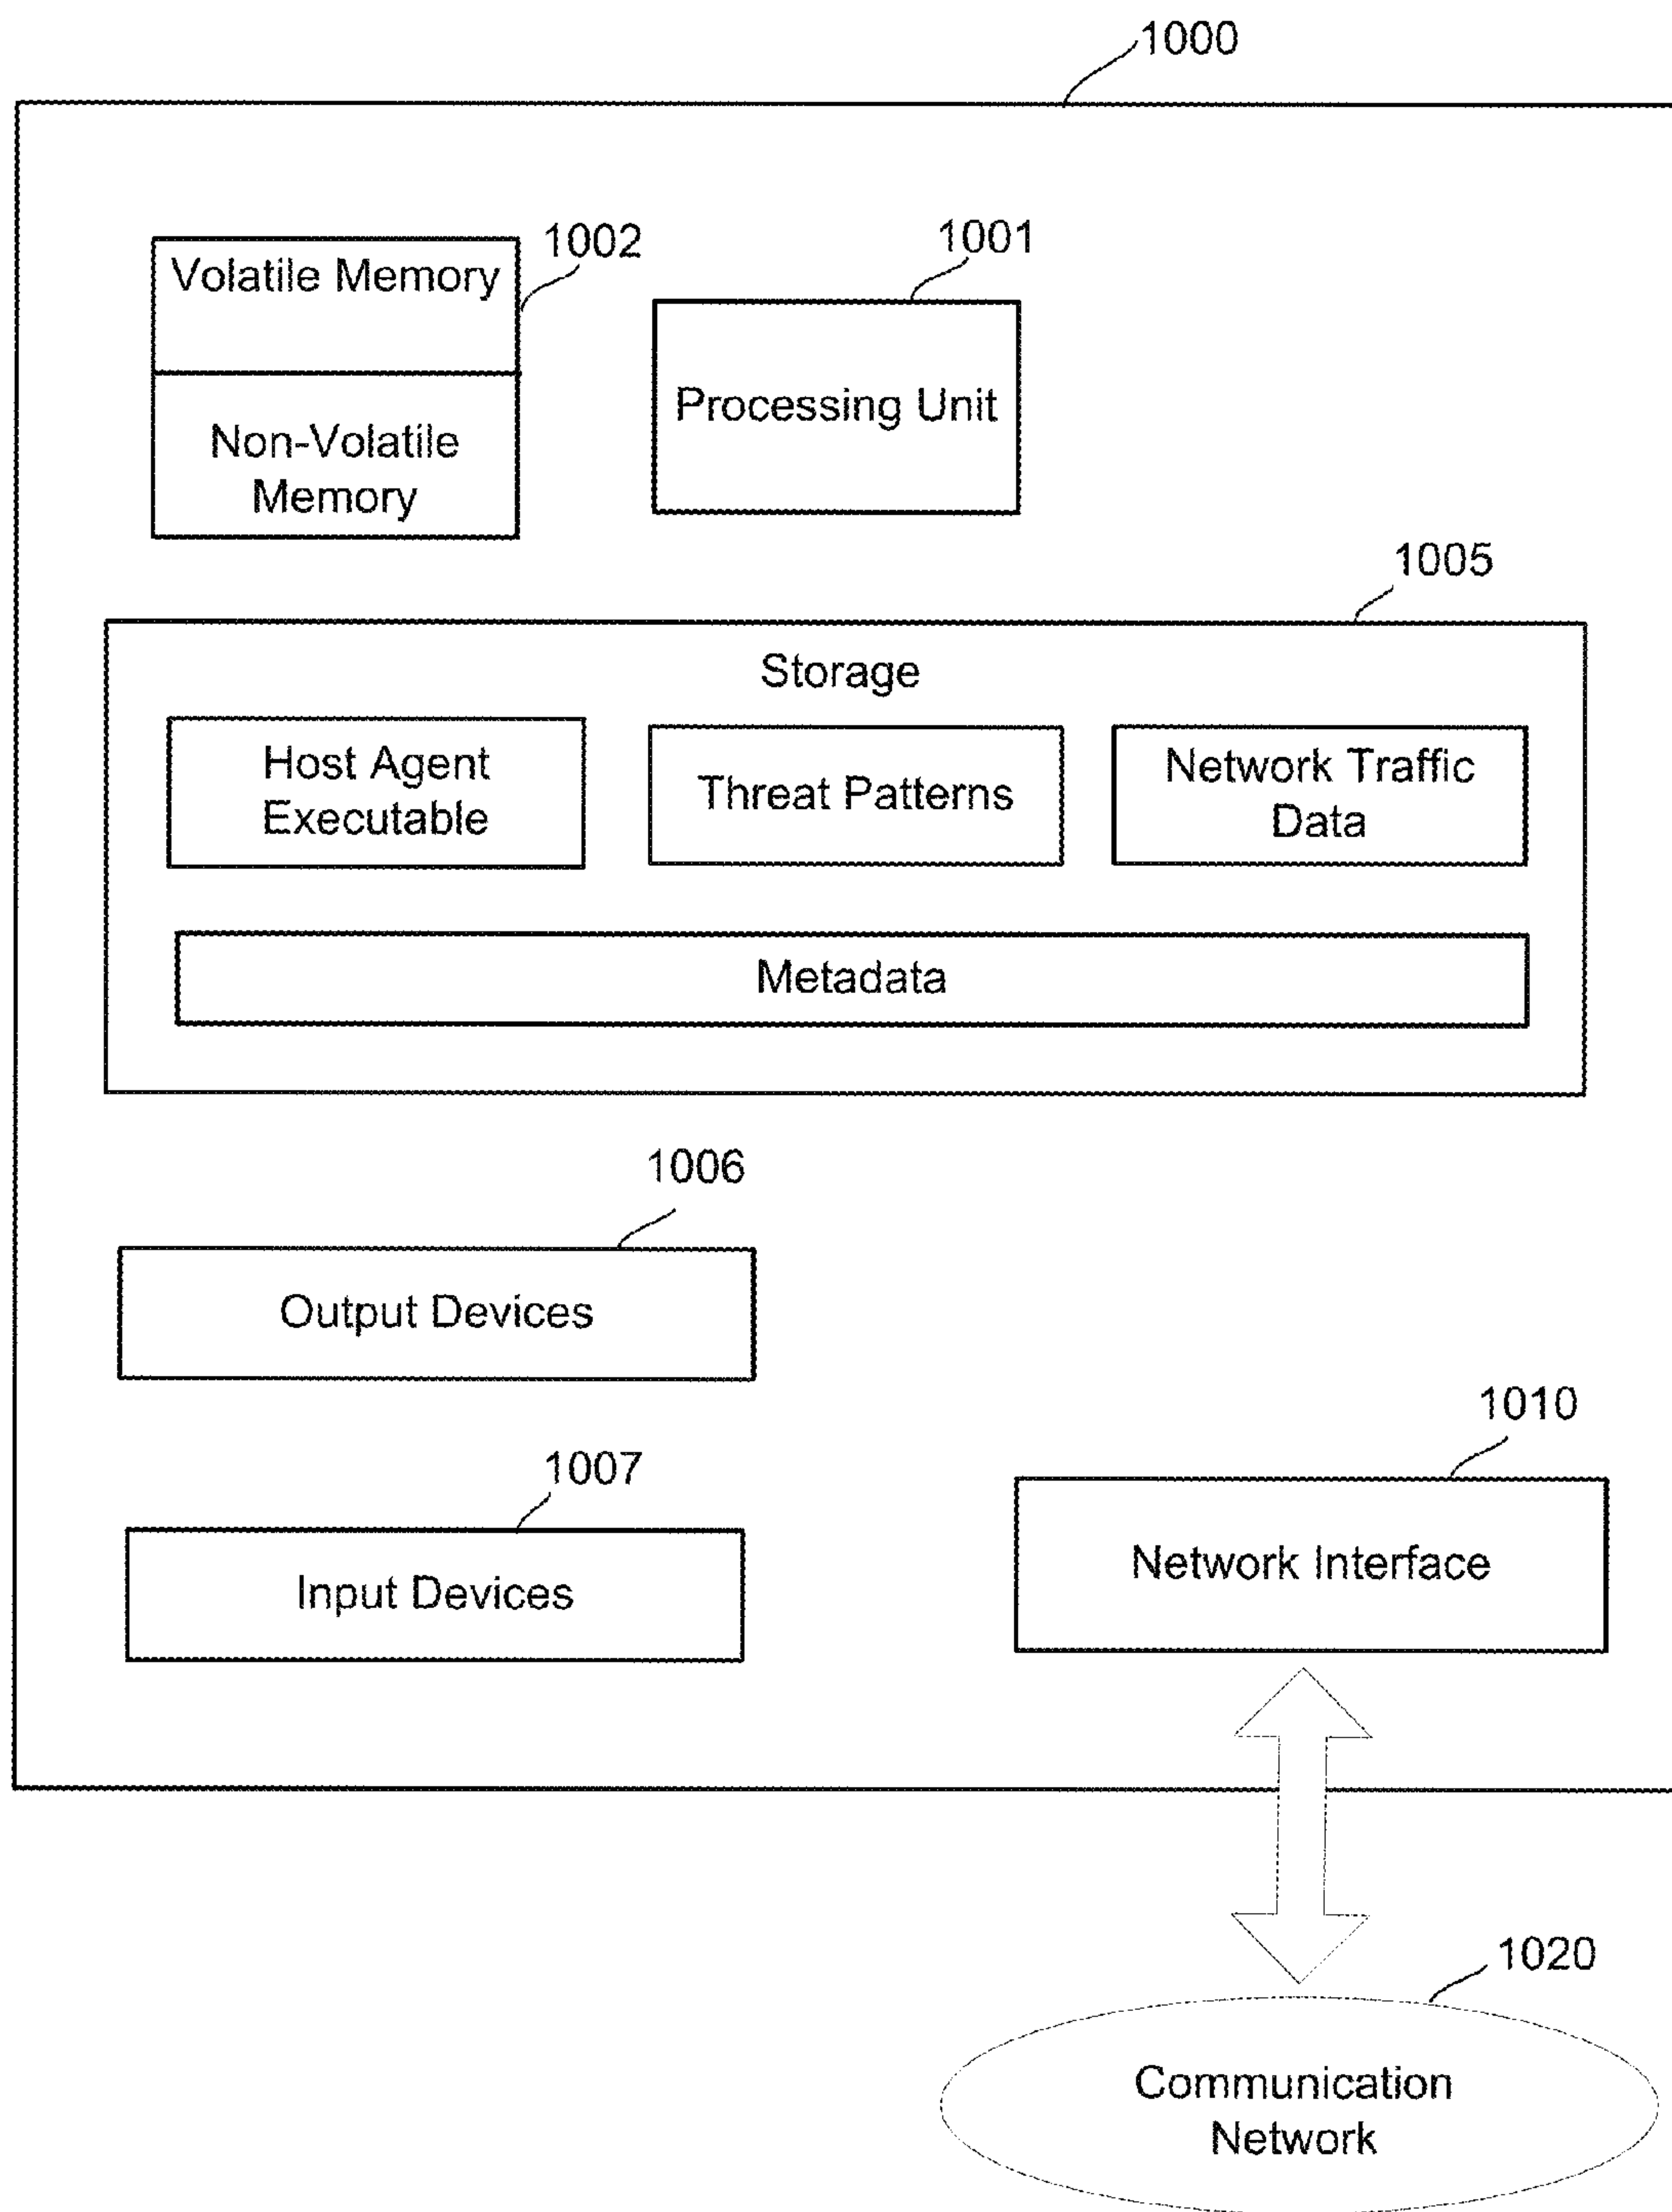 1000
1002
1001
Volatile Memory
Processing Unit
Non-Volatile
Memory
1005
Storage
Host Agent
Executable
Threat Patterns
Network Traffic
Data
Metadata
1006
Output Devices
1010
1007
Network Interface
Input Devices
1020
Communication
Network